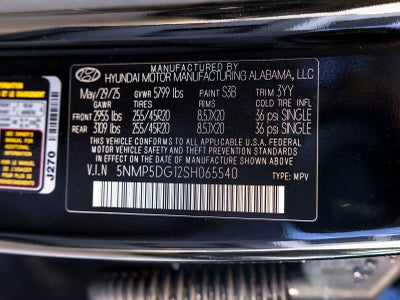 MANUFACTURED BY
HYUNDAI MOTOR MANUFACTURING ALABAMA, LLC
May/29/25 GVWR 5799 lbs PAINT S3B TRIM 3YY
GAWR TIRES RIMS COLD TIRE INFL
FRONT 2955 lbs 255/45R20 8.5JX20 36 psi SINGLE
REAR 3109 lbs 255/45R20 8.5JX20 36 psi SINGLE
THIS VEHICLE CONFORMS TO ALL APPLICABLE U.S.A. FEDERAL
MOTOR VEHICLE SAFETY AND THEFT PREVENTION STANDARDS
IN EFFECT ON THE DATE OF MANUFACTURE SHOWN ABOVE
V.I.N 5NMP5DG12SH065540 TYPE: MPV
J270